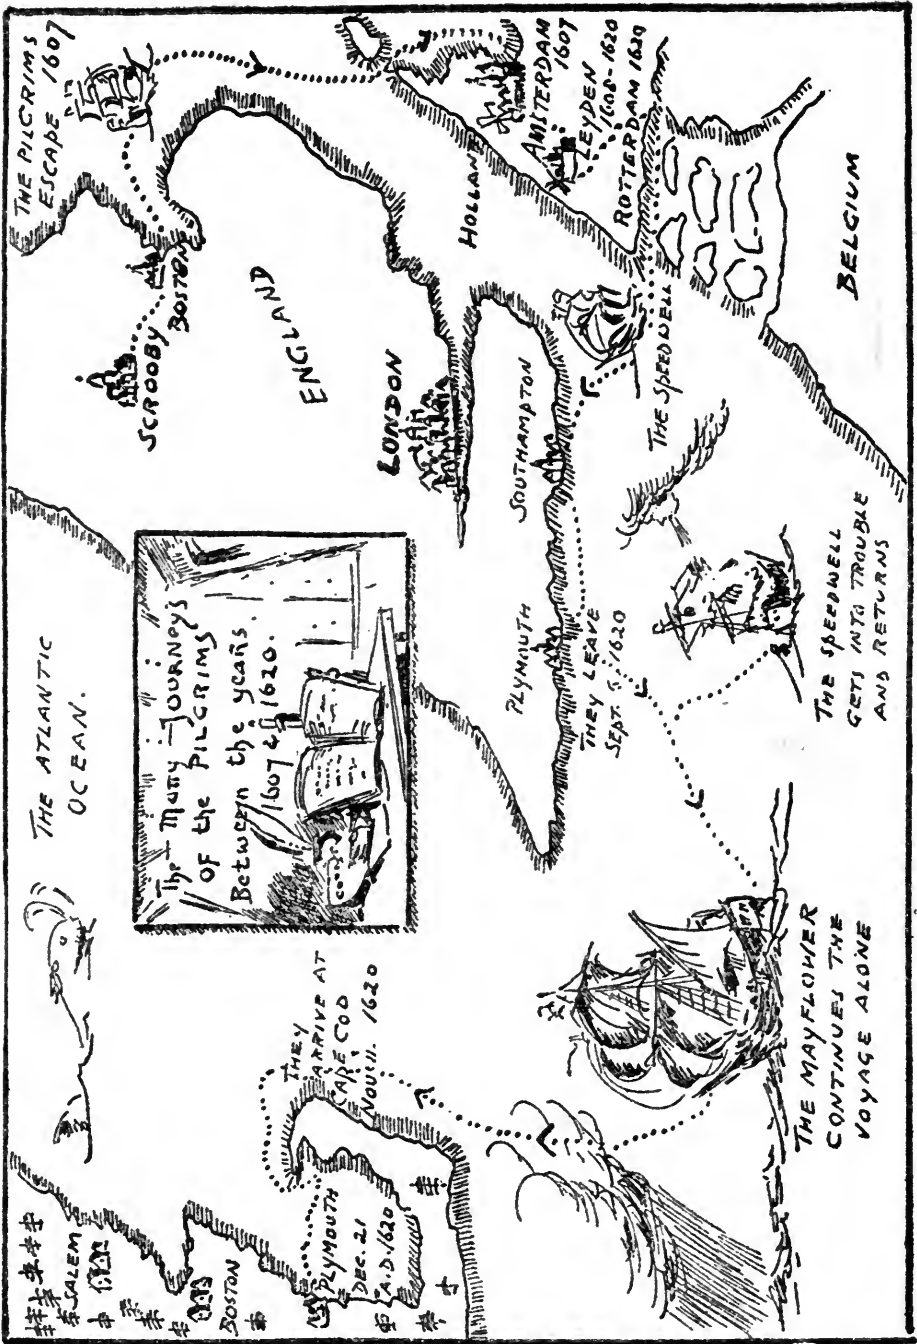 THE ATLANTIC
OCEAN.
SALEM
BOSTON
PLYMOUTH
DEC. 21
A.D. 1620
THEY
ARRIVE AT
CAPE COD
NOV. 11. 1620
The Many Journeys
OF the PILGRIMS
Between the years
1607 & 1620.
THE PILGRIMS
ESCAPE 1607
SCROOBY
BOSTON
ENGLAND
LONDON
HOLLAND
AMSTERDAM
1607
LEYDEN
1608-1620
ROTTERDAM 1620
SOUTHAMPTON
PLYMOUTH
THEY LEAVE
SEPT. 6. 1620
THE SPEEDWELL
BELGIUM
THE MAYFLOWER
CONTINUES THE
VOYAGE ALONE
THE SPEEDWELL
GETS INTO TROUBLE
AND RETURNS